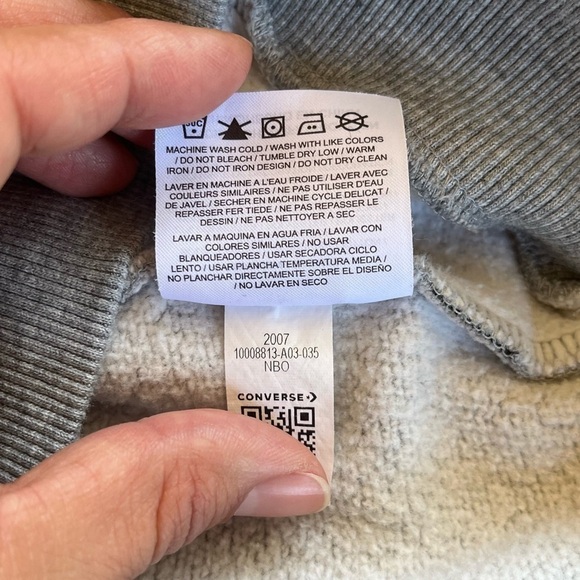 30C
MACHINE WASH COLD / WASH WITH LIKE COLORS
/ DO NOT BLEACH / TUMBLE DRY LOW / WARM
IRON / DO NOT IRON DESIGN / DO NOT DRY CLEAN
LAVER EN MACHINE A L'EAU FROIDE / LAVER AVEC
COULEURS SIMILAIRES / NE PAS UTILISER D'EAU
DE JAVEL / SECHER EN MACHINE CYCLE DELICAT /
REPASSER FER TIEDE / NE PAS REPASSER LE
DESSIN / NE PAS NETTOYER A SEC
LAVAR A MAQUINA EN AGUA FRIA / LAVAR CON
COLORES SIMILARES / NO USAR
BLANQUEADORES / USAR SECADORA CICLO
LENTO / USAR PLANCHA TEMPERATURA MEDIA /
NO PLANCHAR DIRECTAMENTE SOBRE EL DISEÑO
/ NO LAVAR EN SECO
2007
10008813-A03-035
NBO
CONVERSE